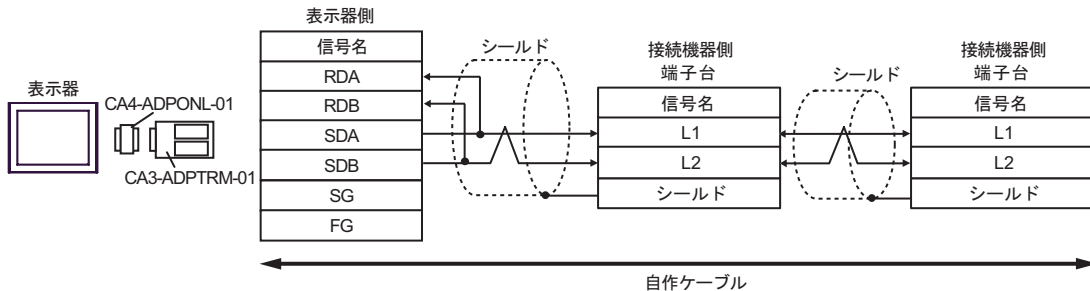 表示器
CA4-ADPONL-01
CA3-ADPTRM-01
表示器側
信号名
RDA
RDB
SDA
SDB
SG
FG
シールド
接続機器側
端子台
信号名
L1
L2
シールド
シールド
接続機器側
端子台
信号名
L1
L2
シールド
自作ケーブル